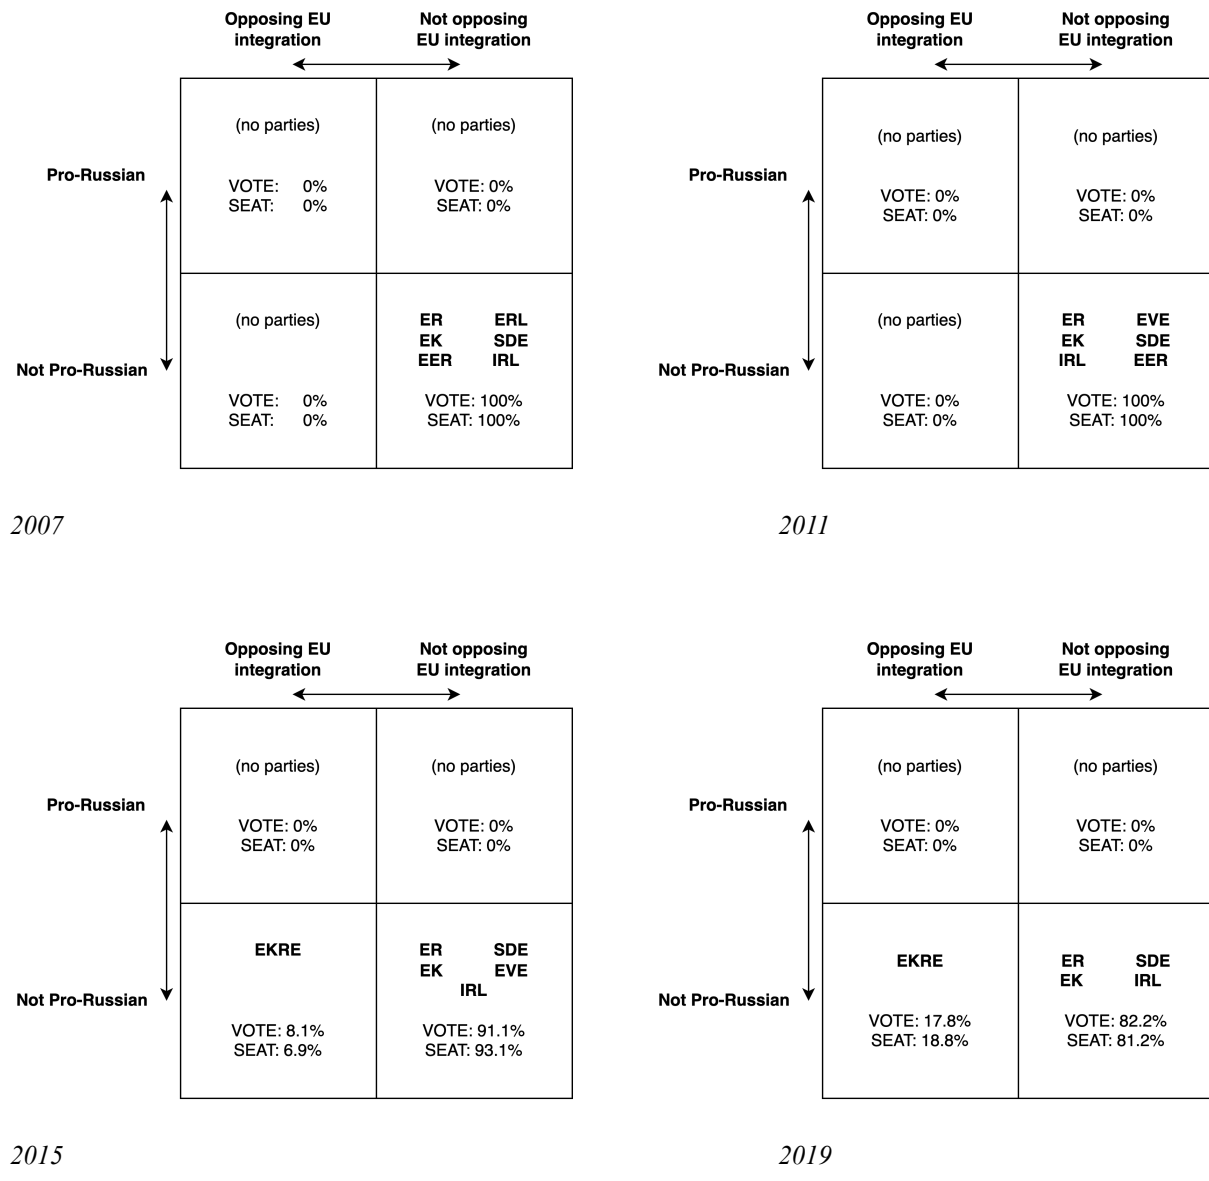 Opposing EU
integration
Not opposing
EU integration
Pro-Russian
Not Pro-Russian
(no parties)
VOTE: 0%
SEAT: 0%
(no parties)
VOTE: 0%
SEAT: 0%
(no parties)
VOTE: 0%
SEAT: 0%
ER ERL
EK SDE
EER IRL
VOTE: 100%
SEAT: 100%
2007
Opposing EU
integration
Not opposing
EU integration
Pro-Russian
Not Pro-Russian
(no parties)
VOTE: 0%
SEAT: 0%
(no parties)
VOTE: 0%
SEAT: 0%
(no parties)
VOTE: 0%
SEAT: 0%
ER EVE
EK SDE
IRL EER
VOTE: 100%
SEAT: 100%
2011
Opposing EU
integration
Not opposing
EU integration
Pro-Russian
Not Pro-Russian
(no parties)
VOTE: 0%
SEAT: 0%
(no parties)
VOTE: 0%
SEAT: 0%
EKRE
VOTE: 8.1%
SEAT: 6.9%
ER SDE
EK EVE
IRL
VOTE: 91.1%
SEAT: 93.1%
2015
Opposing EU
integration
Not opposing
EU integration
Pro-Russian
Not Pro-Russian
(no parties)
VOTE: 0%
SEAT: 0%
(no parties)
VOTE: 0%
SEAT: 0%
EKRE
VOTE: 17.8%
SEAT: 18.8%
ER SDE
EK IRL
VOTE: 82.2%
SEAT: 81.2%
2019